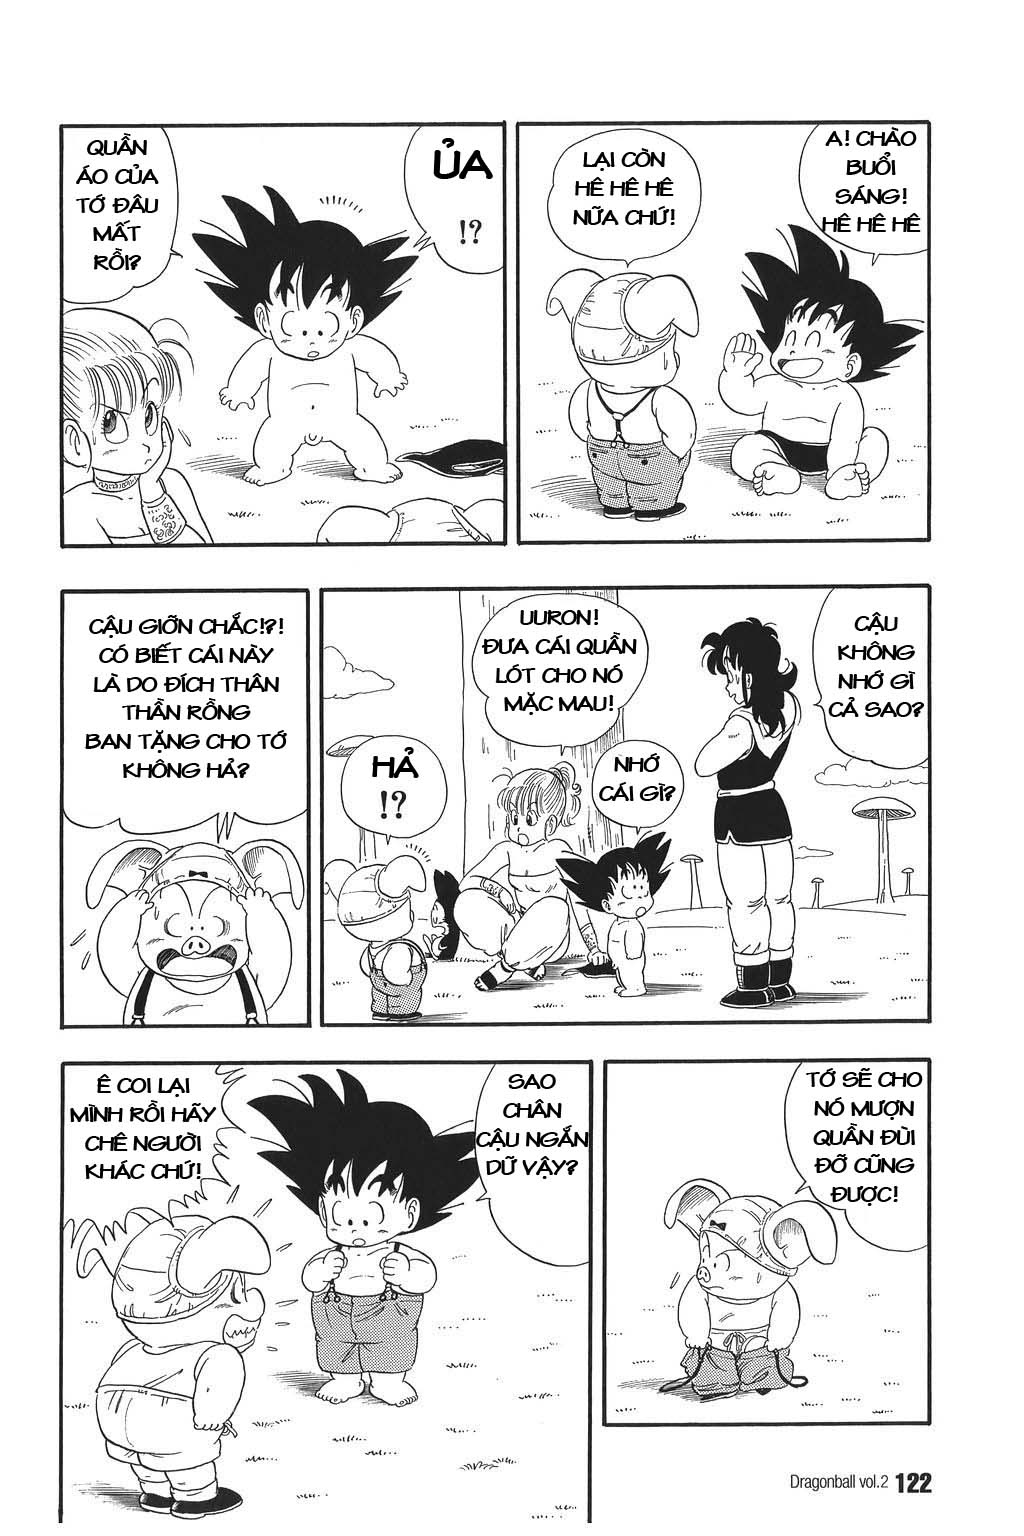 A! CHÀO
BUỔI
SÁNG!
HÊ HÊ HÊ
LẠI CÒN
HÊ HÊ HÊ
NỮA CHỨ!
ỦA
!?
QUẦN
ÁO CỦA
TỚ ĐÂU
MẤT
RỒI?
CẬU
KHÔNG
NHỚ GÌ
CẢ SAO?
NHỚ
CÁI GÌ?
UURON!
ĐƯA CÁI QUẦN
LÓT CHO NÓ
MẶC MAU!
HẢ
!?
CẬU GIỠN CHẮC!?!
CÓ BIẾT CÁI NÀY
LÀ DO ĐÍCH THÂN
THẦN RỒNG
BAN TẶNG CHO TỚ
KHÔNG HẢ?
TỚ SẼ CHO
NÓ MƯỢN
QUẦN ĐÙI
ĐỠ CŨNG
ĐƯỢC!
SAO
CHÂN
CẬU NGẮN
DỮ VẬY?
Ê COI LẠI
MÌNH RỒI HÃY
CHÊ NGƯỜI
KHÁC CHỨ!
Dragonball vol.2 122